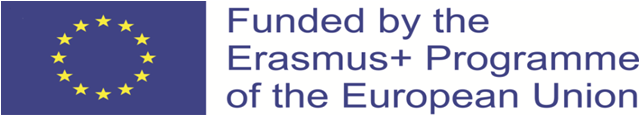 Funded by the
Erasmus+ Programme
of the European Union